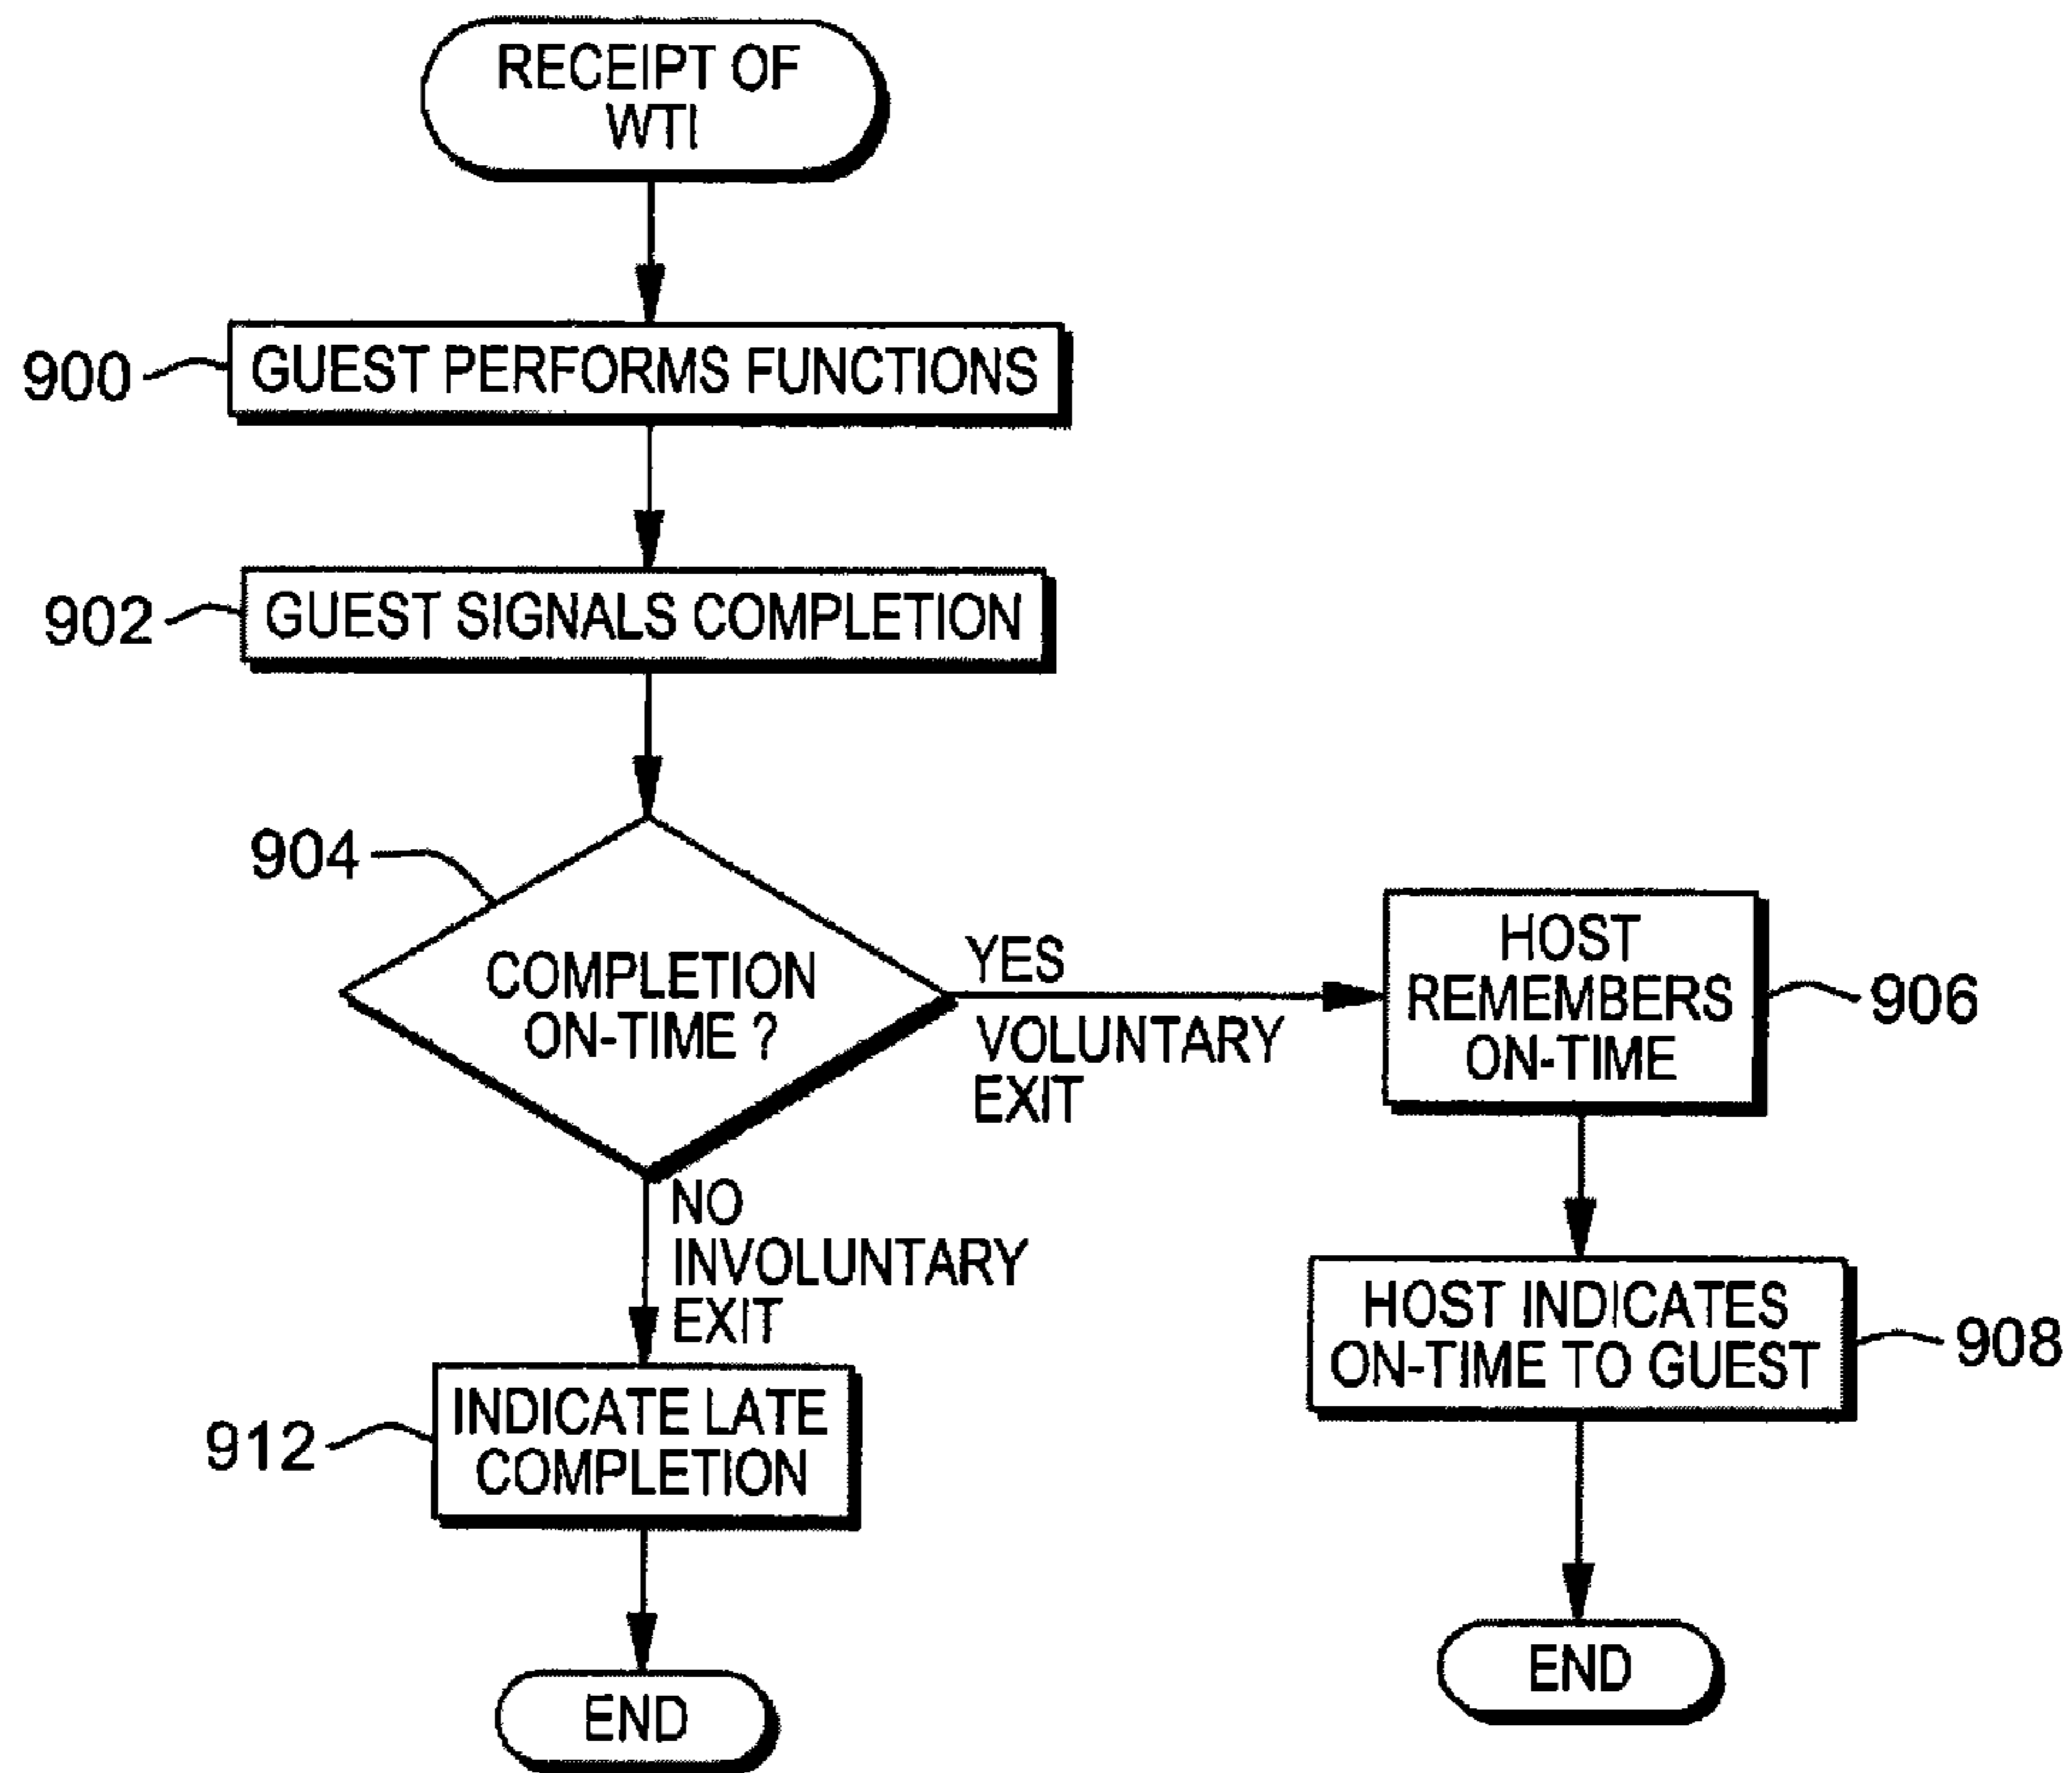 RECEIPT OF
WTI
900
GUEST PERFORMS FUNCTIONS
902
GUEST SIGNALS COMPLETION
904
COMPLETION
ON-TIME ?
YES
VOLUNTARY
EXIT
HOST
REMEMBERS
ON-TIME
906
NO
INVOLUNTARY
EXIT
HOST INDICATES
ON-TIME TO GUEST
908
912
INDICATE LATE
COMPLETION
END
END